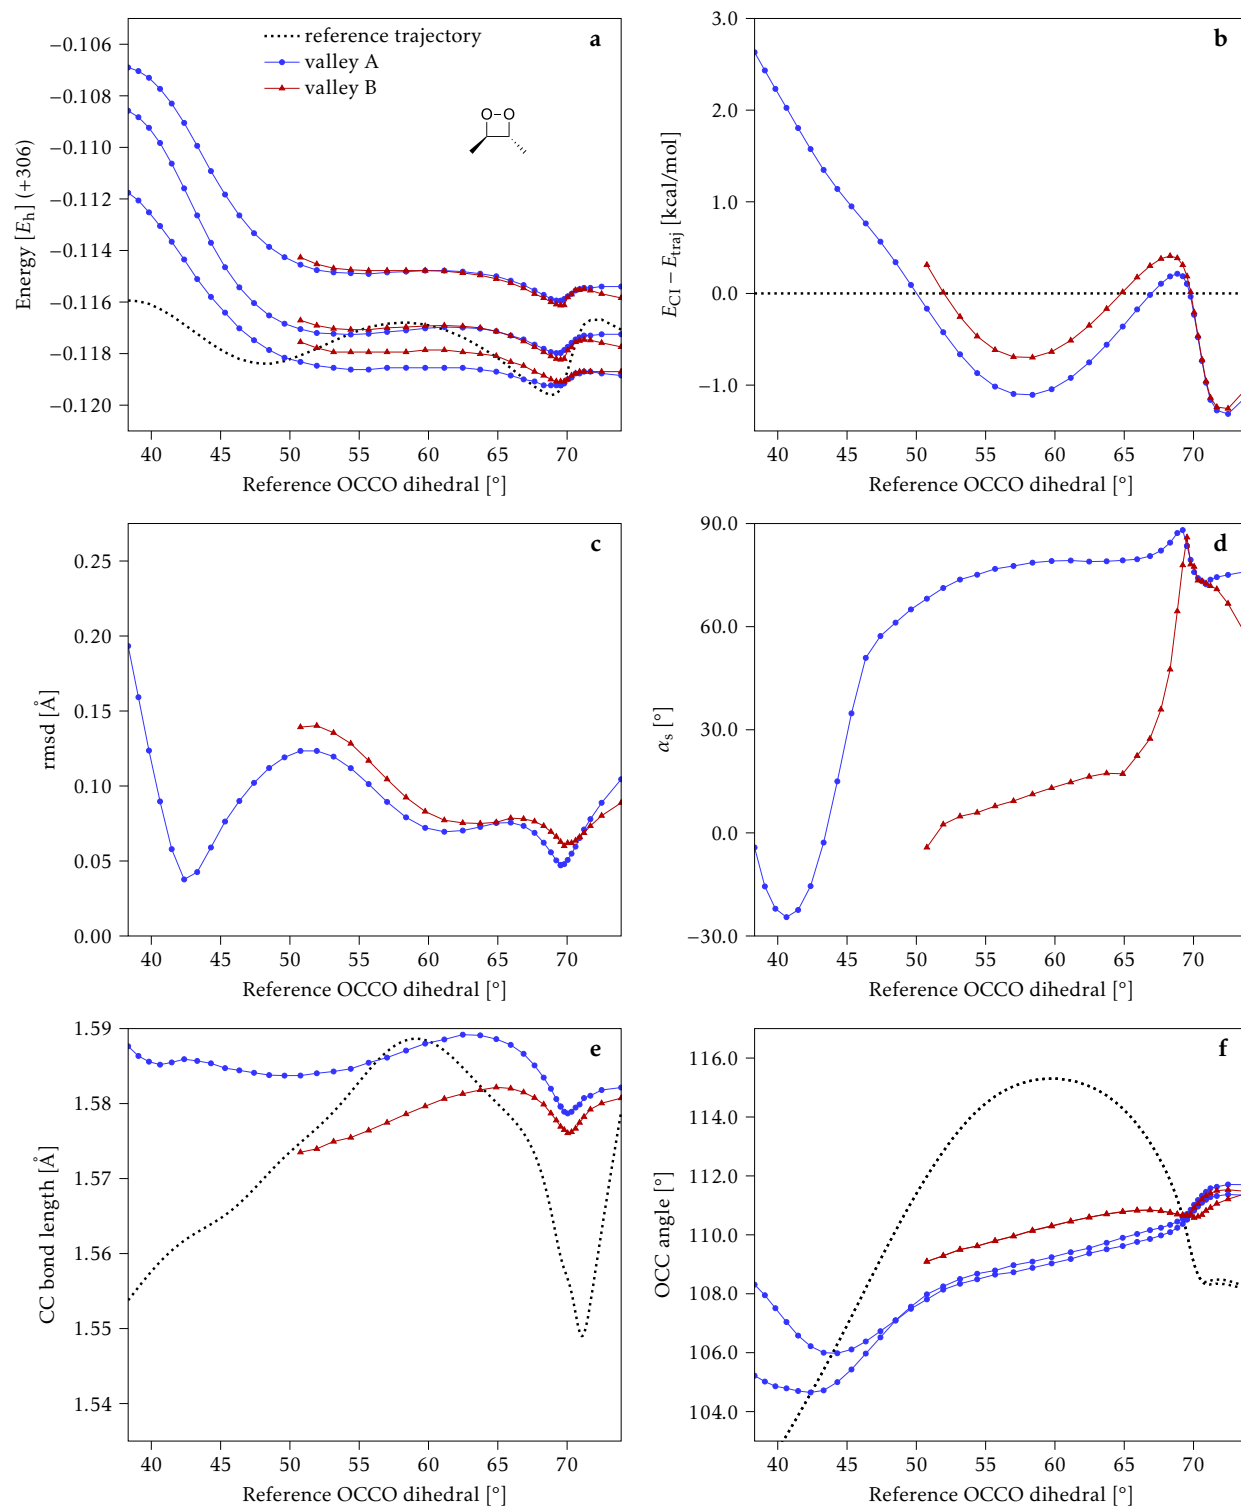 reference trajectory
valley A
valley B
a
O O
−0.106
−0.108
−0.110
−0.112
−0.114
−0.116
−0.118
−0.120
Energy [Eh] (+306)
40 45 50 55 60 65 70
Reference OCCO dihedral [°]
b
3.0
2.0
1.0
0.0
−1.0
ECI − Etraj [kcal/mol]
40 45 50 55 60 65 70
Reference OCCO dihedral [°]
c
0.25
0.20
0.15
0.10
0.05
0.00
rmsd [Å]
40 45 50 55 60 65 70
Reference OCCO dihedral [°]
d
90.0
60.0
30.0
0.0
−30.0
αs [°]
40 45 50 55 60 65 70
Reference OCCO dihedral [°]
e
1.59
1.58
1.57
1.56
1.55
1.54
CC bond length [Å]
40 45 50 55 60 65 70
Reference OCCO dihedral [°]
f
116.0
114.0
112.0
110.0
108.0
106.0
104.0
OCC angle [°]
40 45 50 55 60 65 70
Reference OCCO dihedral [°]